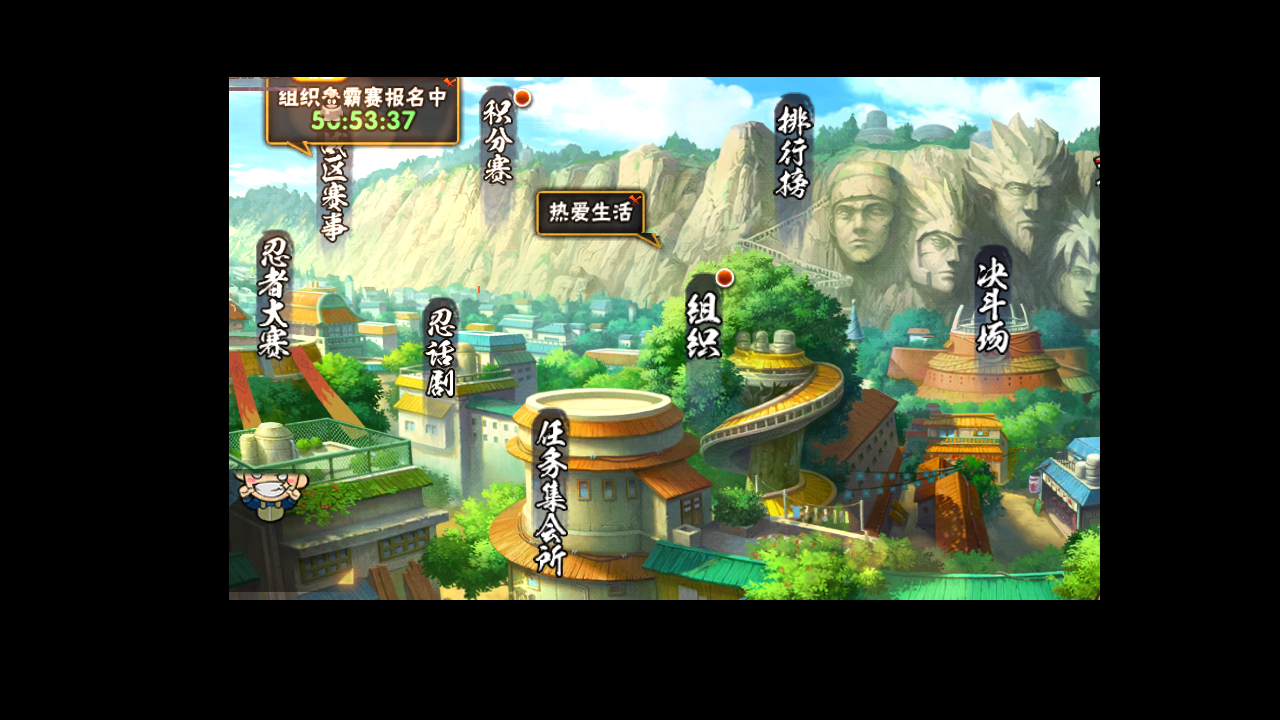 组织争霸赛报名中
50:53:37
区赛事
积分赛
排行榜
热爱生活
忍者大赛
忍话剧
组织
决斗场
任务集会所